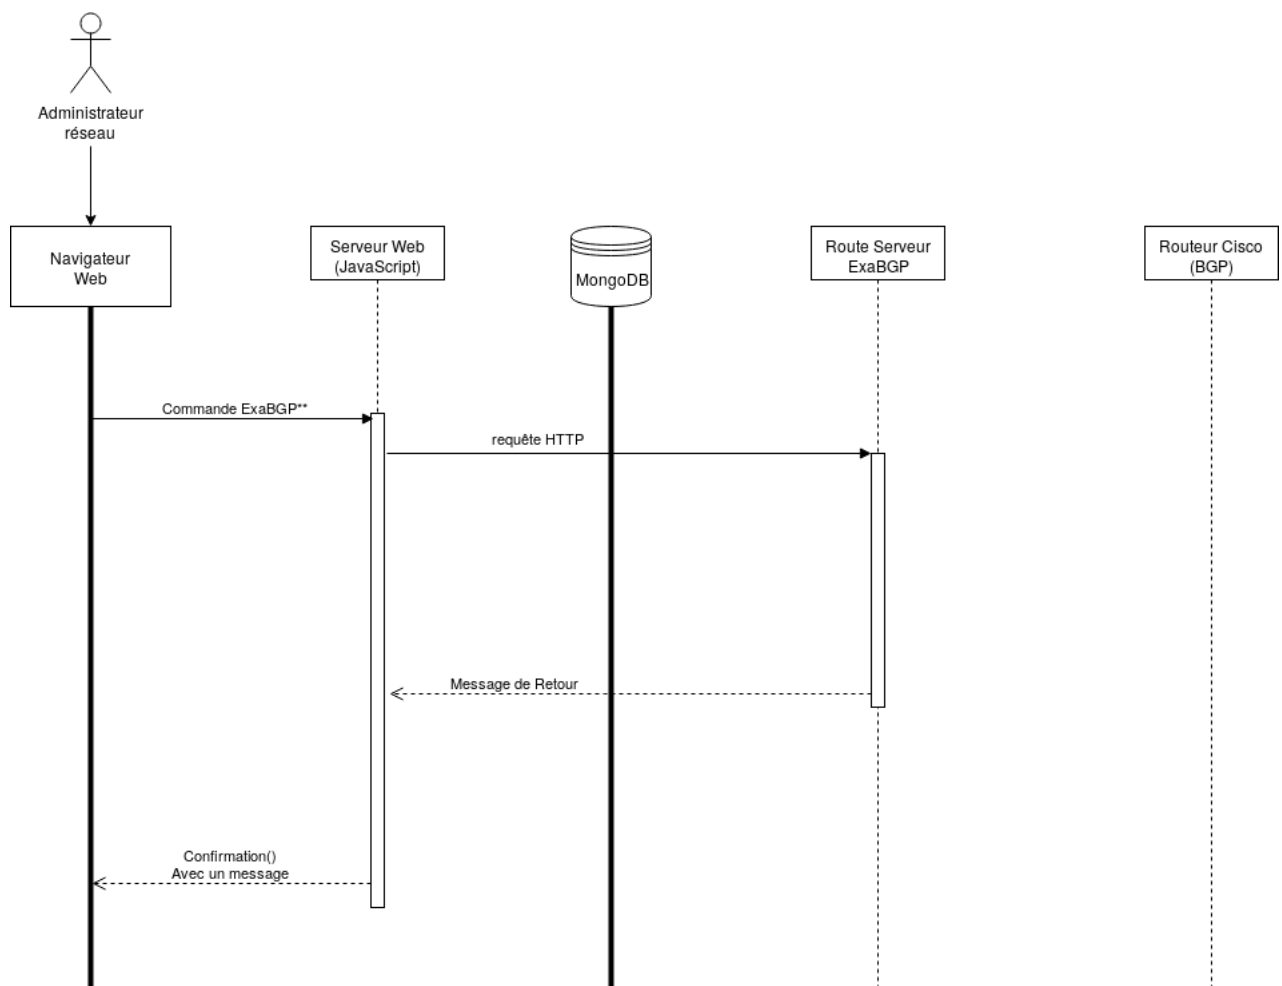 Administrateur
réseau
Navigateur
Web
Serveur Web
(JavaScript)
MongoDB
Route Serveur
ExaBGP
Routeur Cisco
(BGP)
Commande ExaBGP**
requête HTTP
Message de Retour
Confirmation()
Avec un message